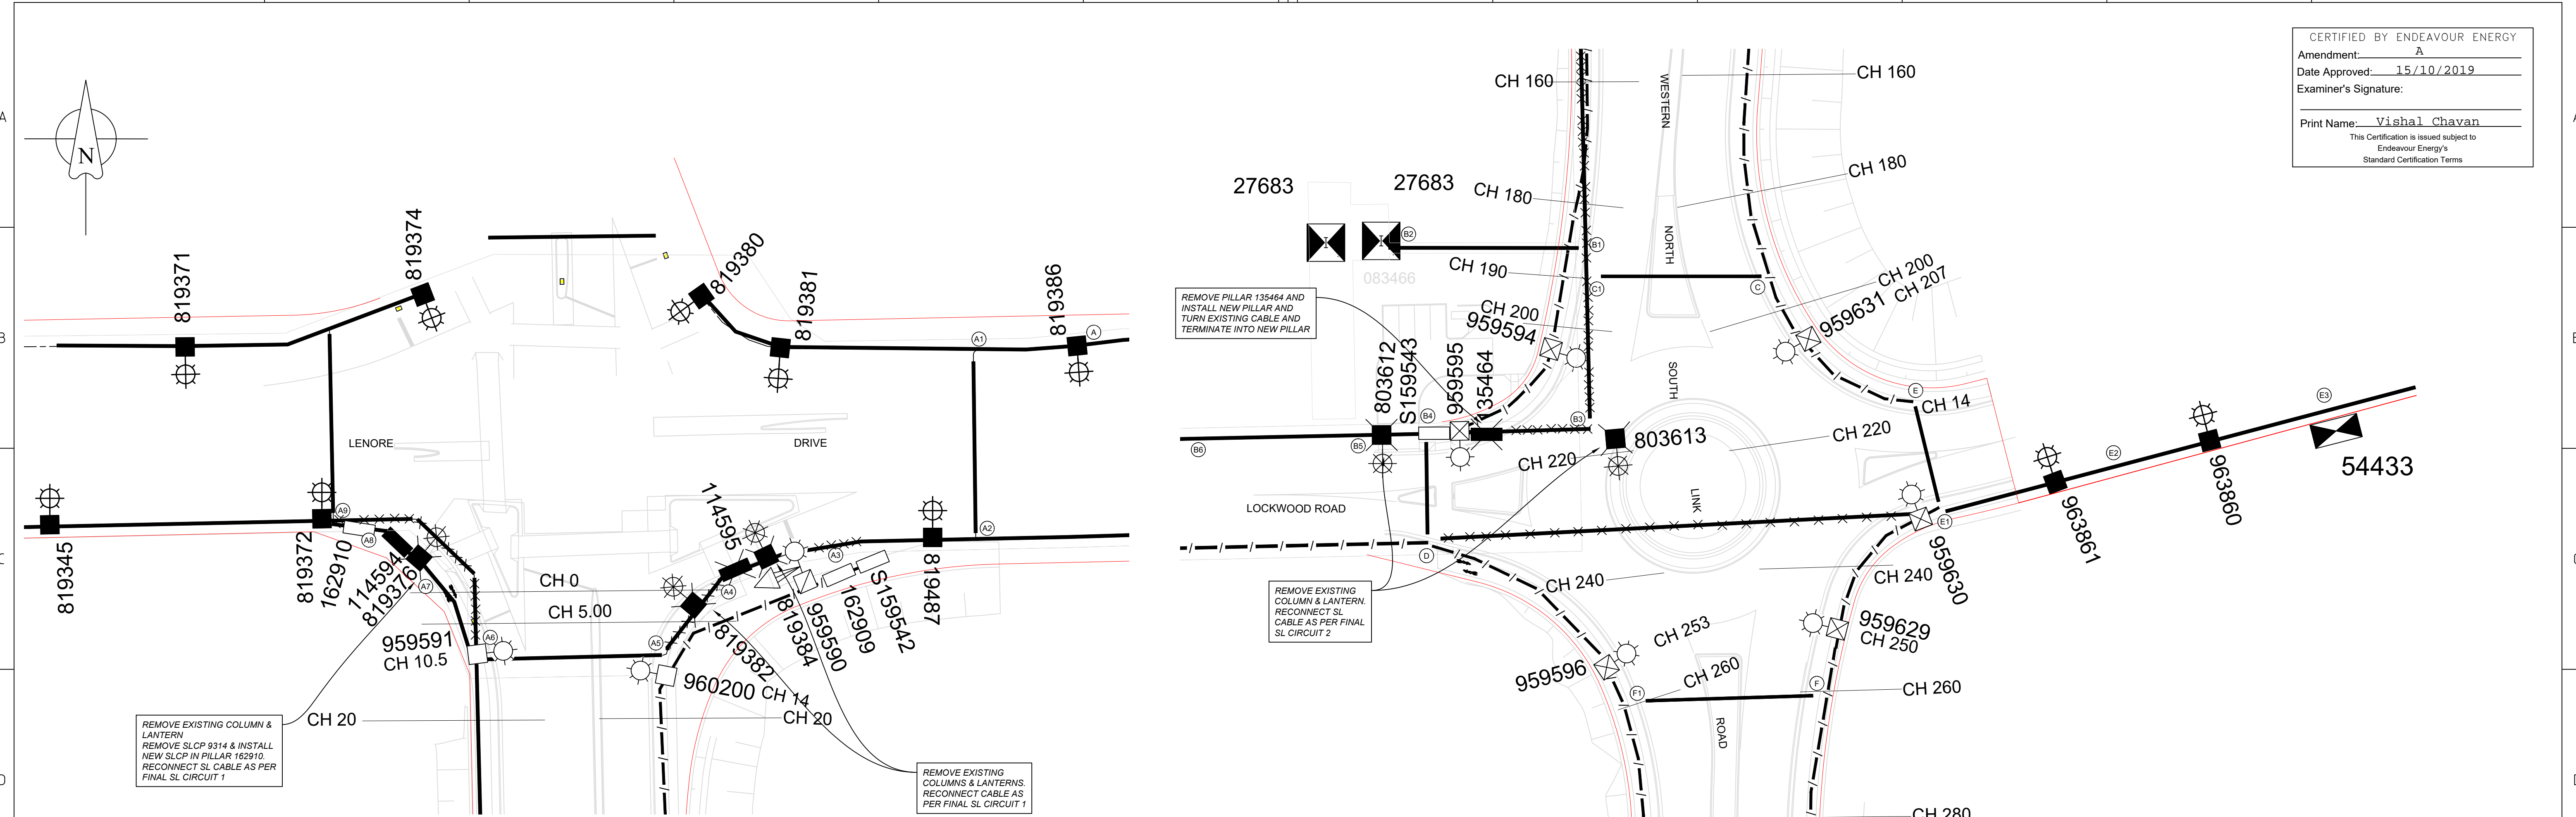 CERTIFIED BY ENDEAVOUR ENERGY
Amendment: A
Date Approved: 15/10/2019
Examiner's Signature:
Print Name: Vishal Chavan
This Certification is issued subject to
Endeavour Energy's
Standard Certification Terms
A
B
C
D
N
819371
819374
819380
819381
819386
A1
A
LENORE
DRIVE
819345
819372
A9
162910
A8
114594
819376
A7
959591
CH 10.5
A6
CH 0
CH 5.00
114595
A4
A5
819382
819384
A3
959590
162909
S159542
819487
A2
960200
CH 14
CH 20
CH 20
REMOVE EXISTING COLUMN &
LANTERN
REMOVE SLCP 9314 & INSTALL
NEW SLCP IN PILLAR 162910.
RECONNECT SL CABLE AS PER
FINAL SL CIRCUIT 1
REMOVE EXISTING
COLUMNS & LANTERNS.
RECONNECT CABLE AS
PER FINAL SL CIRCUIT 1
CH 160
CH 160
WESTERN
NORTH
SOUTH
LINK
ROAD
27683
27683
B2
B1
083466
CH 180
CH 180
CH 190
C1
C
CH 200
CH 200
CH 207
959594
959631
REMOVE PILLAR 135464 AND
INSTALL NEW PILLAR AND
TURN EXISTING CABLE AND
TERMINATE INTO NEW PILLAR
803612
S159543
959595
135464
B4
B3
B5
B6
803613
E
CH 14
E3
E2
54433
963860
963861
CH 220
CH 220
LOCKWOOD ROAD
E1
D
959630
REMOVE EXISTING
COLUMN & LANTERN.
RECONNECT SL
CABLE AS PER FINAL
SL CIRCUIT 2
CH 240
CH 240
959629
CH 250
CH 253
959596
CH 260
CH 260
F1
F
CH 280